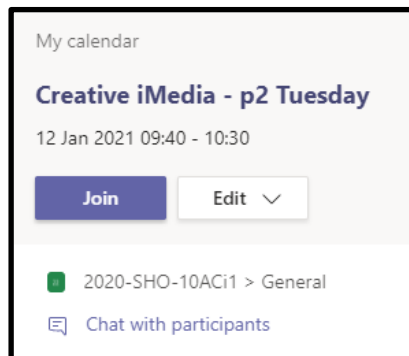 My calendar
Creative iMedia - p2 Tuesday
12 Jan 2021 09:40 - 10:30
Join
Edit
2020-SHO-10ACi1 > General
Chat with participants